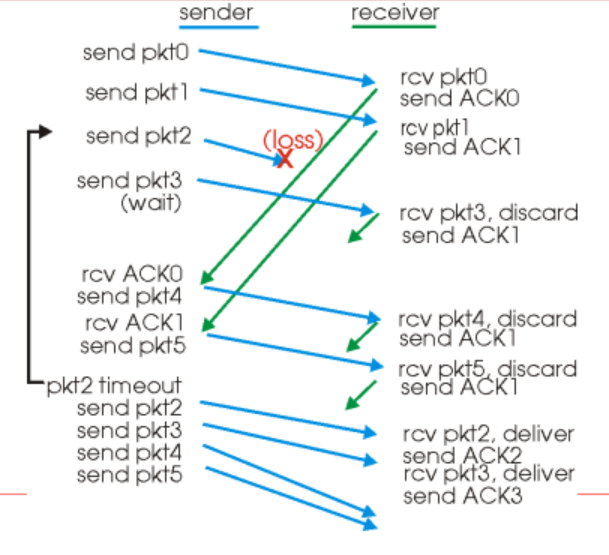 sender
receiver
send pkt0
send pkt1
send pkt2
(loss)
X
send pkt3
(wait)
rcv ACK0
send pkt4
rcv ACK1
send pkt5
pkt2 timeout
send pkt2
send pkt3
send pkt4
send pkt5
rcv pkt0
send ACK0
rcv pkt1
send ACK1
rcv pkt3, discard
send ACK1
rcv pkt4, discard
send ACK1
rcv pkt5, discard
send ACK1
rcv pkt2, deliver
send ACK2
rcv pkt3, deliver
send ACK3